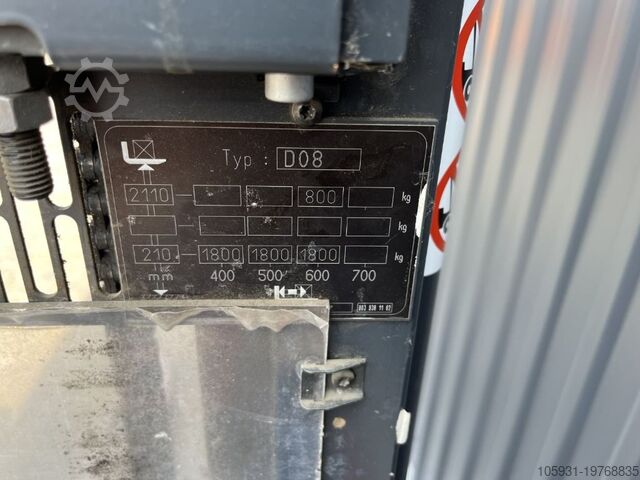 Typ : D08
2110 800 kg
kg
210 1800 1800 1800 kg
mm 400 500 600 700
105931-19768835